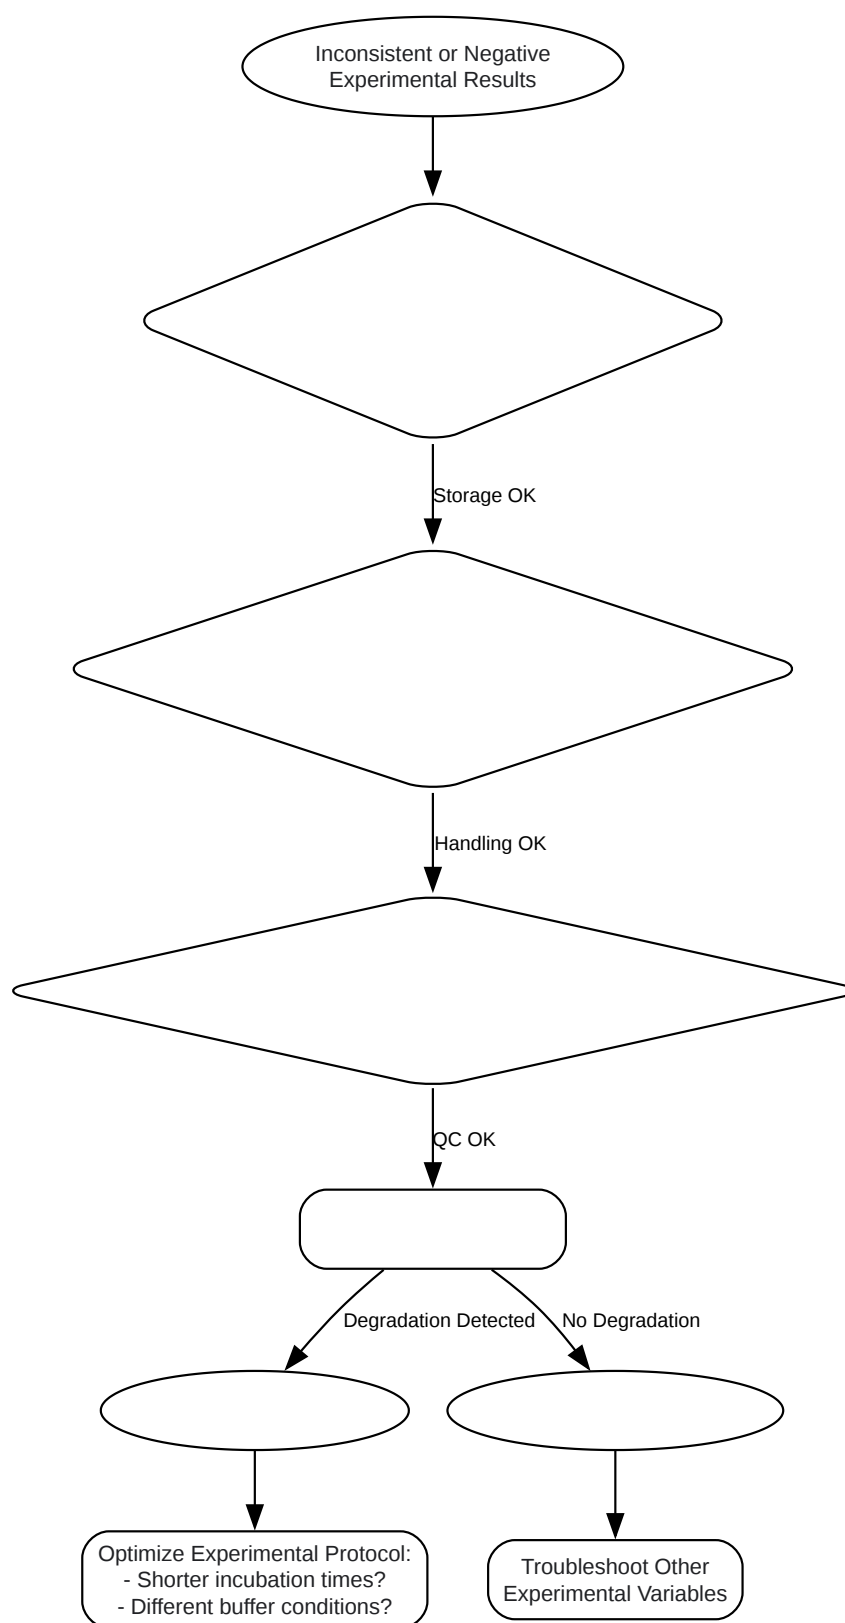 Inconsistent or Negative
Experimental Results
Storage OK
Handling OK
QC OK
Degradation Detected
No Degradation
Optimize Experimental Protocol:
- Shorter incubation times?
- Different buffer conditions?
Troubleshoot Other
Experimental Variables